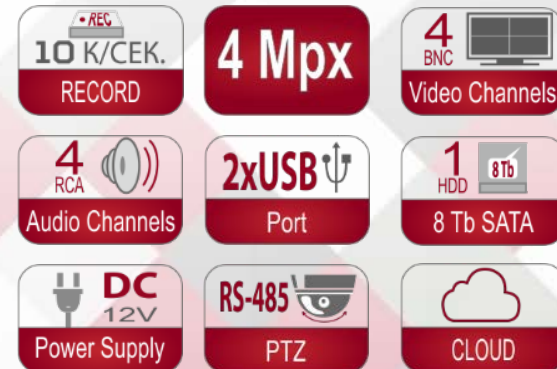 REC
10 К/СЕК.
RECORD
4 Mpx
4
BNC
Video Channels
4
RCA
Audio Channels
2xUSB
Port
1
HDD
8Tb
8 Tb SATA
DC
12V
Power Supply
RS-485
PTZ
CLOUD